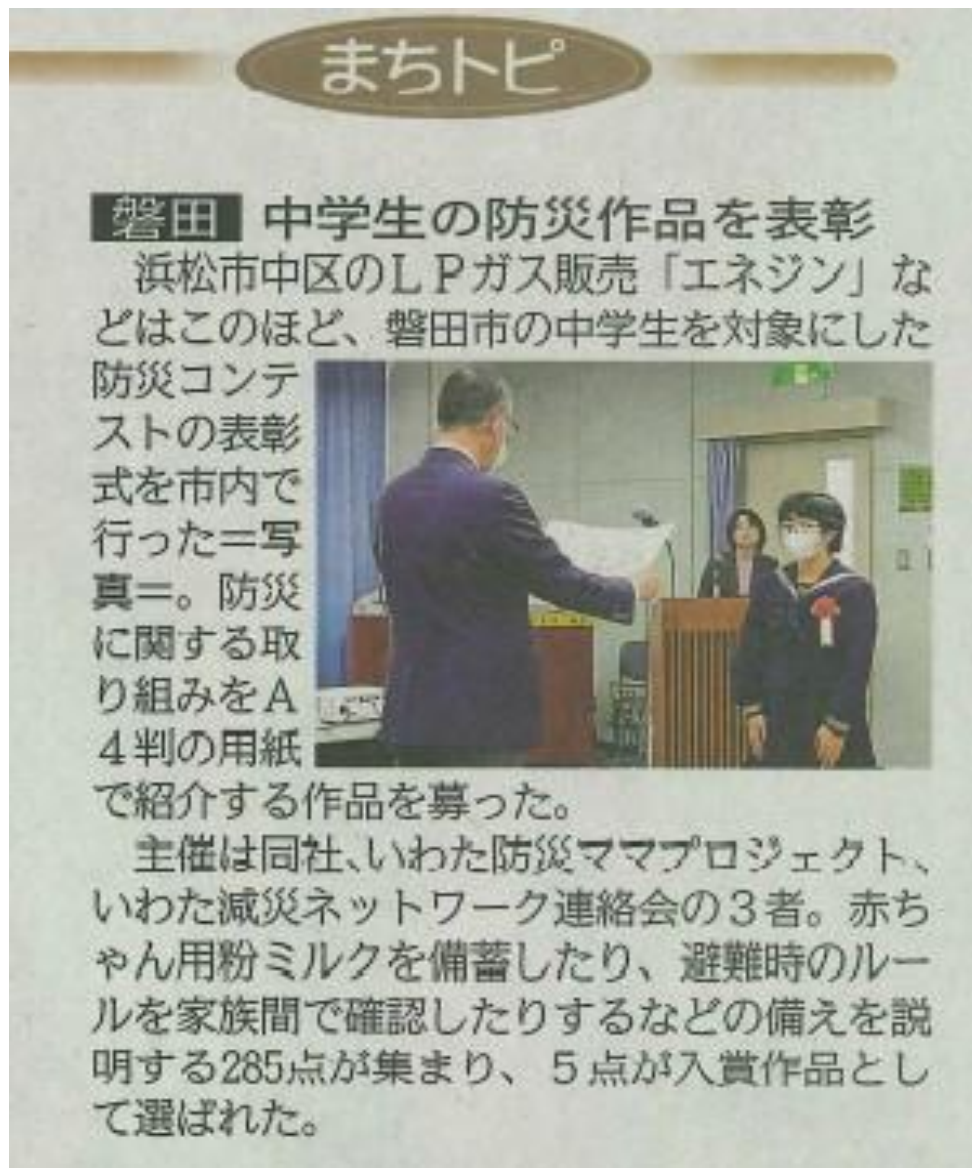 まちトピ
磐田 中学生の防災作品を表彰
　浜松市中区のＬＰガス販売「エネジン」な
どはこのほど、磐田市の中学生を対象にした
防災コンテ
ストの表彰
式を市内で
行った＝写
真＝。防災
に関する取
り組みをＡ
４判の用紙
で紹介する作品を募った。
　主催は同社、いわた防災ママプロジェクト、
いわた減災ネットワーク連絡会の３者。赤ち
ゃん用粉ミルクを備蓄したり、避難時のルー
ルを家族間で確認したりするなどの備えを説
明する285点が集まり、５点が入賞作品とし
て選ばれた。